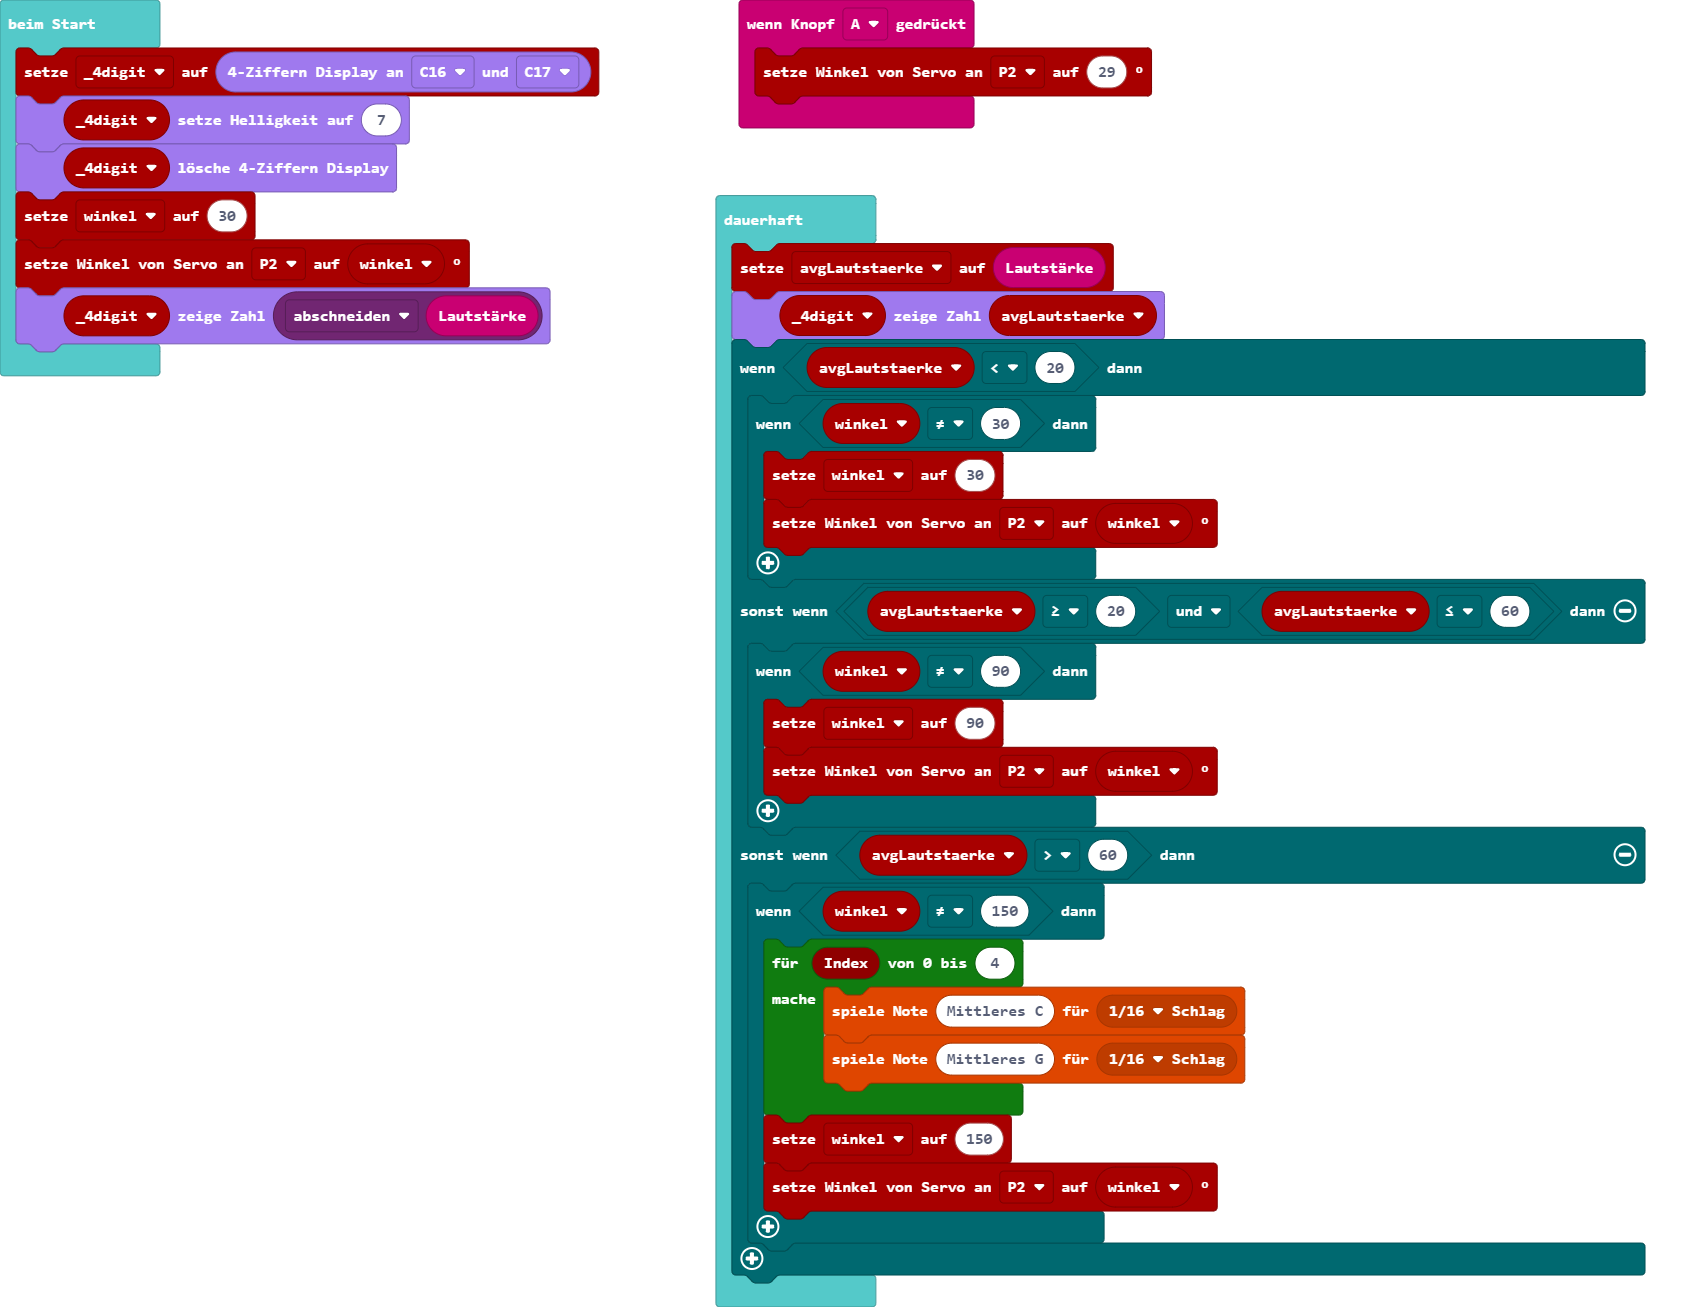 beim Start
setze _4digit auf 4-Ziffern Display an C16 und C17
_4digit setze Helligkeit auf 7
_4digit lösche 4-Ziffern Display
setze winkel auf 30
setze Winkel von Servo an P2 auf winkel °
_4digit zeige Zahl abschneiden Lautstärke
wenn Knopf A gedrückt
setze Winkel von Servo an P2 auf 29 °
dauerhaft
setze avgLautstaerke auf Lautstärke
_4digit zeige Zahl avgLautstaerke
wenn avgLautstaerke < 20 dann
wenn winkel ≠ 30 dann
setze winkel auf 30
setze Winkel von Servo an P2 auf winkel °
sonst wenn avgLautstaerke ≥ 20 und avgLautstaerke ≤ 60 dann
wenn winkel ≠ 90 dann
setze winkel auf 90
setze Winkel von Servo an P2 auf winkel °
sonst wenn avgLautstaerke > 60 dann
wenn winkel ≠ 150 dann
für Index von 0 bis 4
mache
spiele Note Mittleres C für 1/16 Schlag
spiele Note Mittleres G für 1/16 Schlag
setze winkel auf 150
setze Winkel von Servo an P2 auf winkel °